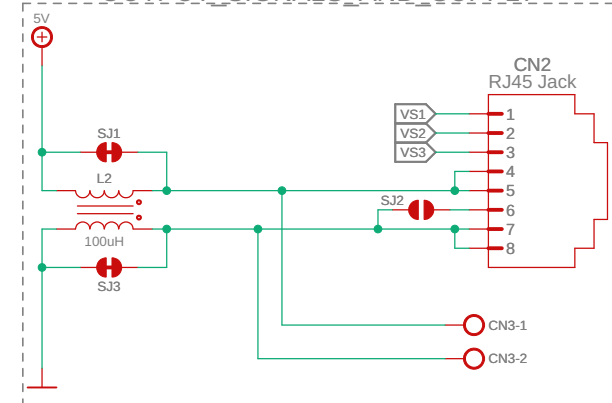 5V
CN2
RJ45 Jack
VS1
VS2
VS3
1
2
3
4
5
6
7
8
SJ1
L2
100uH
SJ3
SJ2
CN3-1
CN3-2